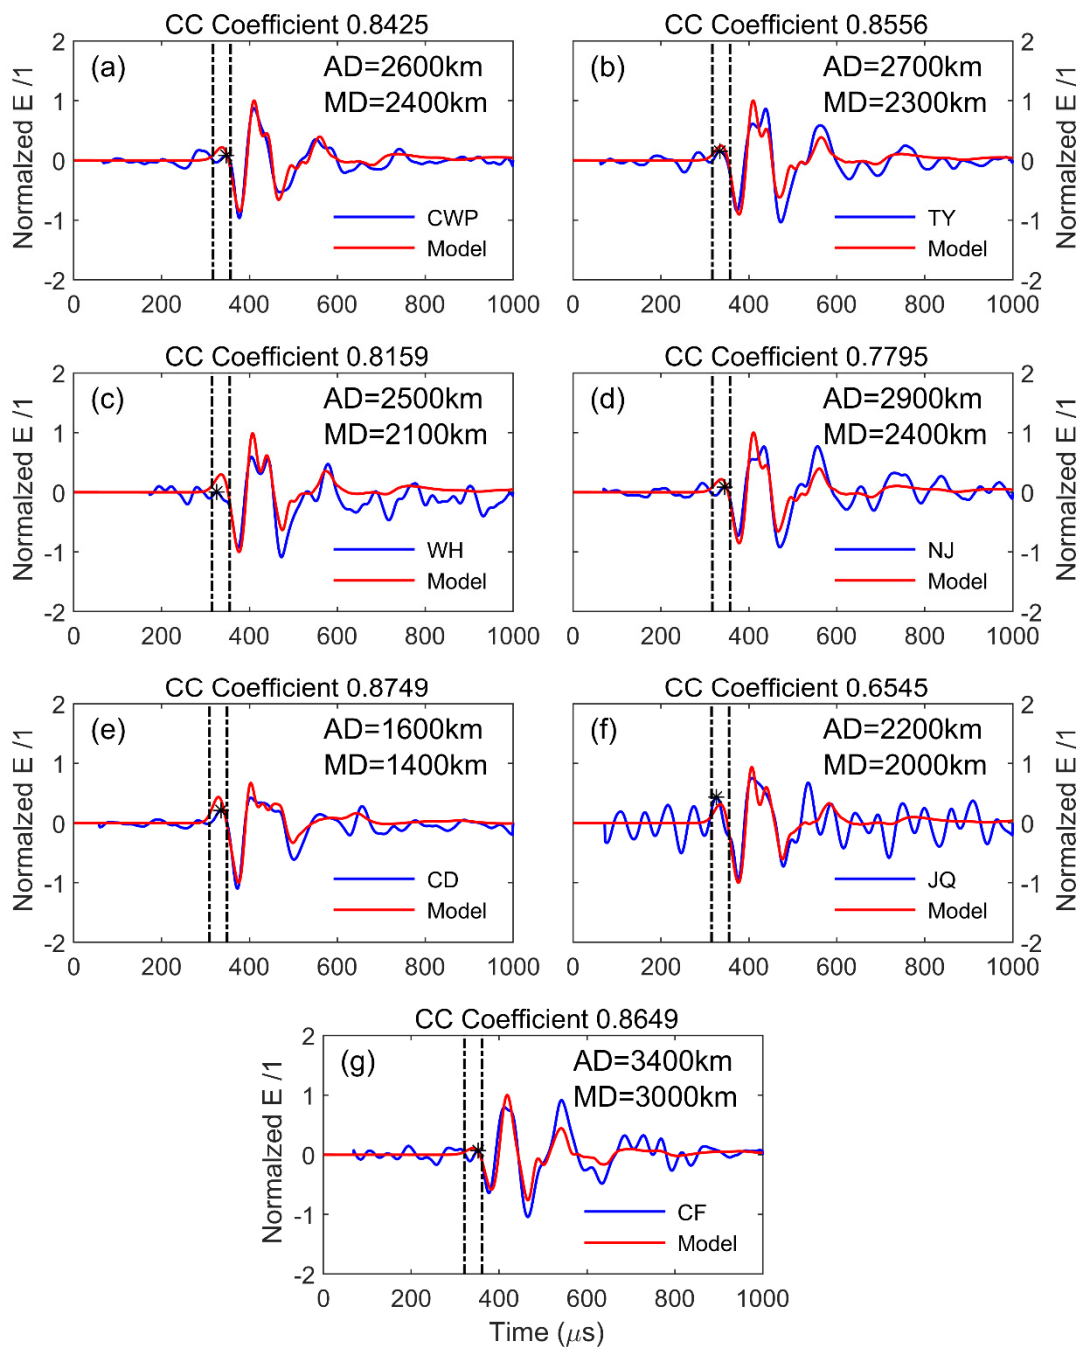 CC Coefficient 0.8425
(a)
AD=2600km
MD=2400km
CWP
Model
Normalzed E /1
2
1
0
-1
-2
0 200 400 600 800 1000
CC Coefficient 0.8556
(b)
AD=2700km
MD=2300km
TY
Model
Normalzed E /1
2
1
0
-1
-2
0 200 400 600 800 1000
CC Coefficient 0.8159
(c)
AD=2500km
MD=2100km
WH
Model
Normalzed E /1
2
1
0
-1
-2
0 200 400 600 800 1000
CC Coefficient 0.7795
(d)
AD=2900km
MD=2400km
NJ
Model
Normalzed E /1
2
1
0
-1
-2
0 200 400 600 800 1000
CC Coefficient 0.8749
(e)
AD=1600km
MD=1400km
CD
Model
Normalzed E /1
2
1
0
-1
-2
0 200 400 600 800 1000
CC Coefficient 0.6545
(f)
AD=2200km
MD=2000km
JQ
Model
Normalzed E /1
2
1
0
-1
-2
0 200 400 600 800 1000
CC Coefficient 0.8649
(g)
AD=3400km
MD=3000km
CF
Model
Normalzed E /1
2
1
0
-1
-2
0 200 400 600 800 1000
Time (μs)